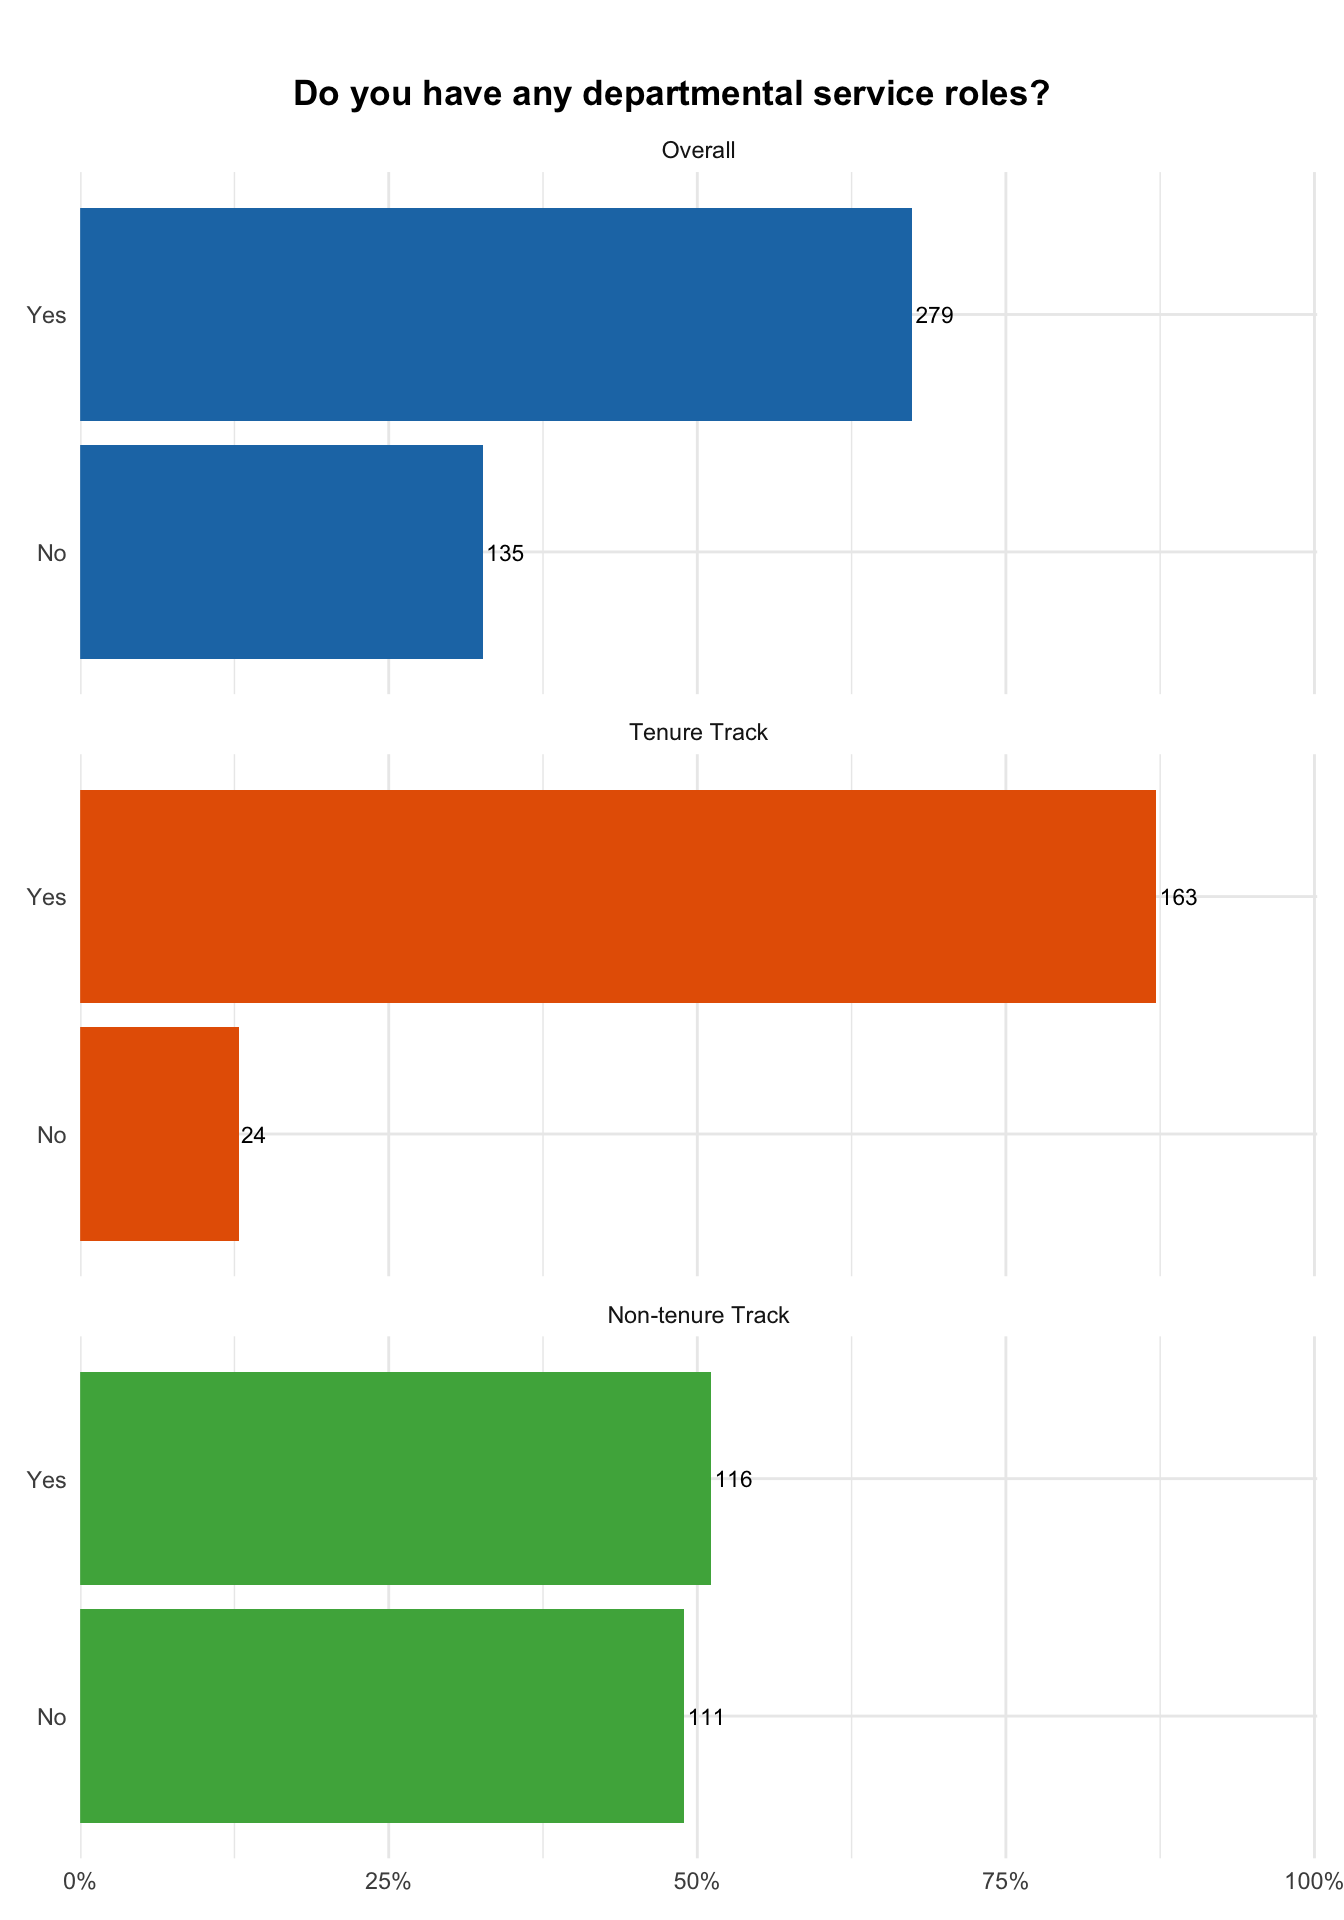 Do you have any departmental service roles?
Overall
Yes
279
No
135
Tenure Track
Yes
163
No
24
Non-tenure Track
Yes
116
No
111
0% 25% 50% 75% 100%